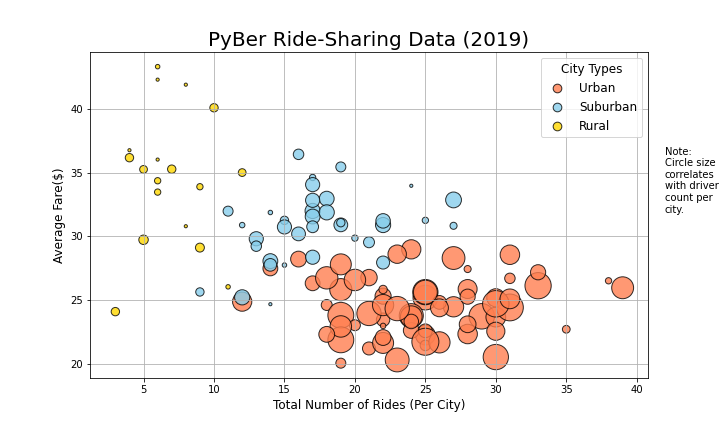 PyBer Ride-Sharing Data (2019)
City Types
Urban
Suburban
Rural
Note:
Circle size
correlates
with driver
count per
city.
Average Fare($)
40
35
30
25
20
5 10 15 20 25 30 35 40
Total Number of Rides (Per City)